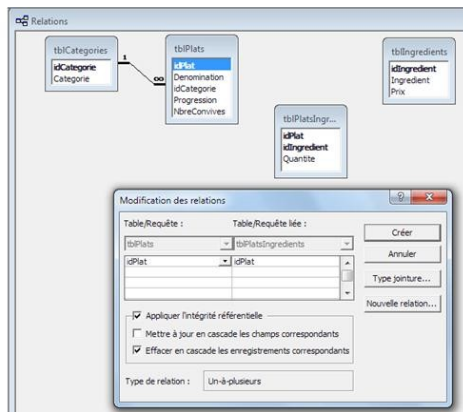 Relations
tblCategories
idCategorie
Categorie
1
∞
tblPlats
idPlat
Denomination
idCategorie
Progression
NbreConvives
tblIngredients
idIngredient
Ingredient
Prix
tblPlatsIngr...
idPlat
idIngredient
Quantite
Modification des relations
Table/Requête : Table/Requête liée :
tblPlats tblPlatsIngredients
idPlat idPlat
Créer
Annuler
Type jointure...
Nouvelle relation...
Appliquer l'intégrité référentielle
Mettre à jour en cascade les champs correspondants
Effacer en cascade les enregistrements correspondants
Type de relation : Un-à-plusieurs